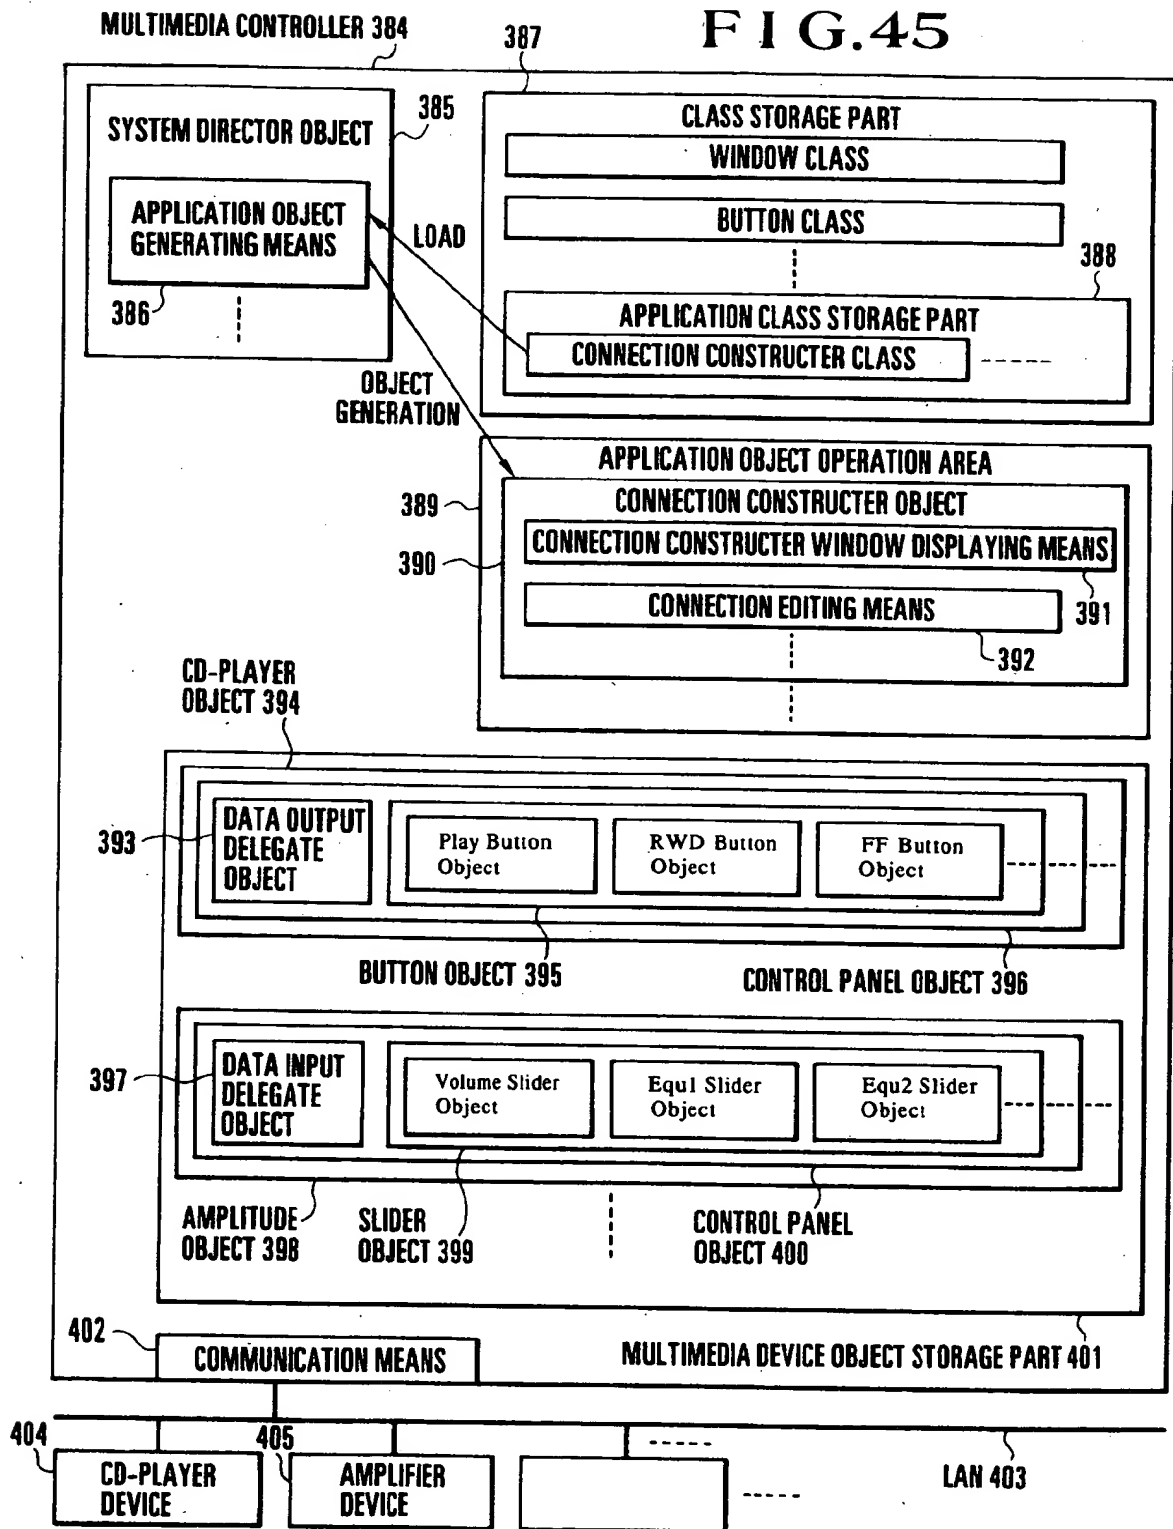 FIG.45
MULTIMEDIA CONTROLLER 384
387
385
SYSTEM DIRECTOR OBJECT
APPLICATION OBJECT
GENERATING MEANS
386
LOAD
OBJECT
GENERATION
CLASS STORAGE PART
WINDOW CLASS
BUTTON CLASS
388
APPLICATION CLASS STORAGE PART
CONNECTION CONSTRUCTER CLASS
APPLICATION OBJECT OPERATION AREA
389
CONNECTION CONSTRUCTER OBJECT
390
CONNECTION CONSTRUCTER WINDOW DISPLAYING MEANS
391
CONNECTION EDITING MEANS
392
CD-PLAYER
OBJECT 394
393
DATA OUTPUT
DELEGATE
OBJECT
Play Button
Object
RWD Button
Object
FF Button
Object
BUTTON OBJECT 395
CONTROL PANEL OBJECT 396
397
DATA INPUT
DELEGATE
OBJECT
Volume Slider
Object
Equ1 Slider
Object
Equ2 Slider
Object
AMPLITUDE
OBJECT 398
SLIDER
OBJECT 399
CONTROL PANEL
OBJECT 400
402
COMMUNICATION MEANS
MULTIMEDIA DEVICE OBJECT STORAGE PART 401
404
CD-PLAYER
DEVICE
405
AMPLIFIER
DEVICE
LAN 403